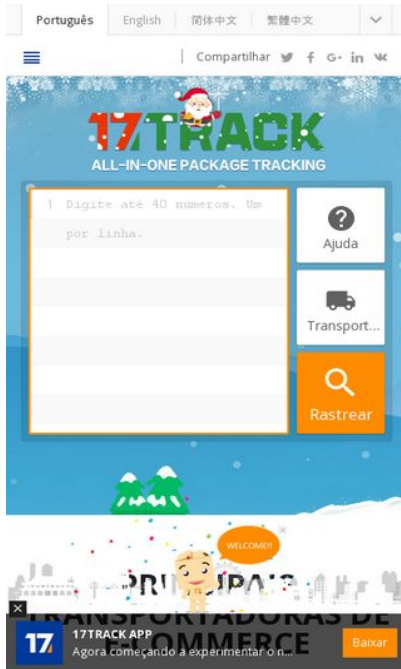 Português English 简体中文 繁體中文
Compartilhar
17TRACK
ALL-IN-ONE PACKAGE TRACKING
1 Digite até 40 números. Um
por linha.
Ajuda
Transport...
Rastrear
WELCOME!!
TRANSPORTADORAS DE
E-COMMERCE
17TRACK APP
Agora começando a experimentar o n...
Baixar
17